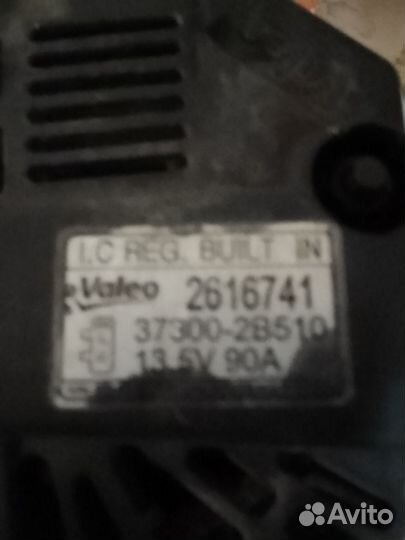 I.C REG. BUILT IN
Valeo 2616741
37300-2B510
13.5V 90A
Avito